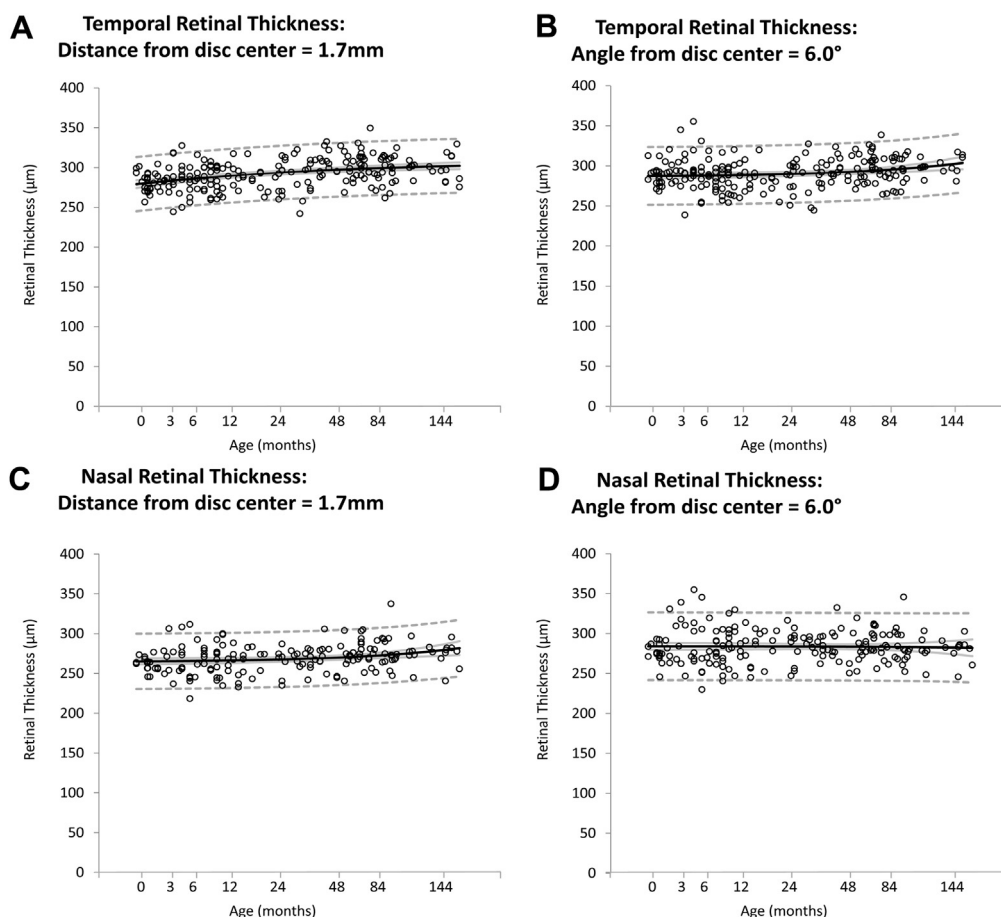 A
Temporal Retinal Thickness:
Distance from disc center = 1.7mm
400
350
300
250
200
150
100
50
0
Retinal Thickness (µm)
0 3 6 12 24 48 84 144
Age (months)
B
Temporal Retinal Thickness:
Angle from disc center = 6.0°
400
350
300
250
200
150
100
50
0
Retinal Thickness (µm)
0 3 6 12 24 48 84 144
Age (months)
C
Nasal Retinal Thickness:
Distance from disc center = 1.7mm
400
350
300
250
200
150
100
50
0
Retinal Thickness (µm)
0 3 6 12 24 48 84 144
Age (months)
D
Nasal Retinal Thickness:
Angle from disc center = 6.0°
400
350
300
250
200
150
100
50
0
Retinal Thickness (µm)
0 3 6 12 24 48 84 144
Age (months)